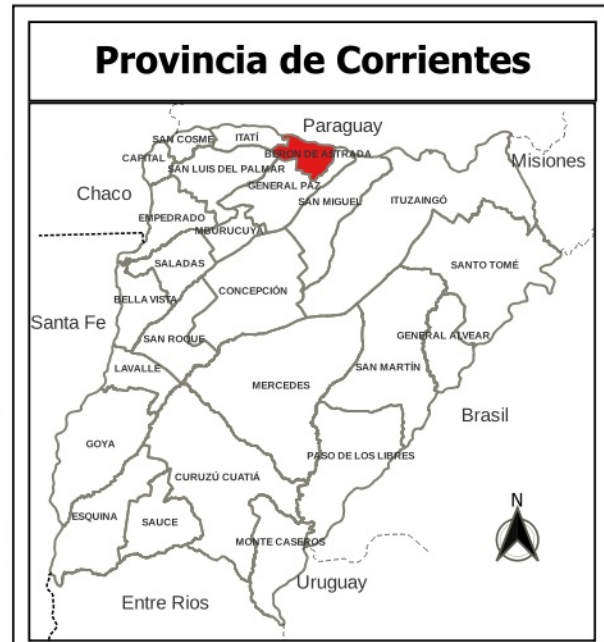 Provincia de Corrientes
Paraguay
SAN COSME
ITATÍ
BERON DE ASTRADA
CAPITAL
Misiones
SAN LUIS DEL PALMAR
Chaco
GENERAL PAZ
SAN MIGUEL
ITUZAINGÓ
EMPEDRADO
MBURUCUYA
SALADAS
SANTO TOMÉ
CONCEPCIÓN
BELLA VISTA
Santa Fe
SAN ROQUE
GENERAL ALVEAR
LAVALLE
SAN MARTÍN
MERCEDES
Brasil
GOYA
PASO DE LOS LIBRES
CURUZÚ CUATIÁ
N
ESQUINA
SAUCE
MONTE CASEROS
Uruguay
Entre Rios